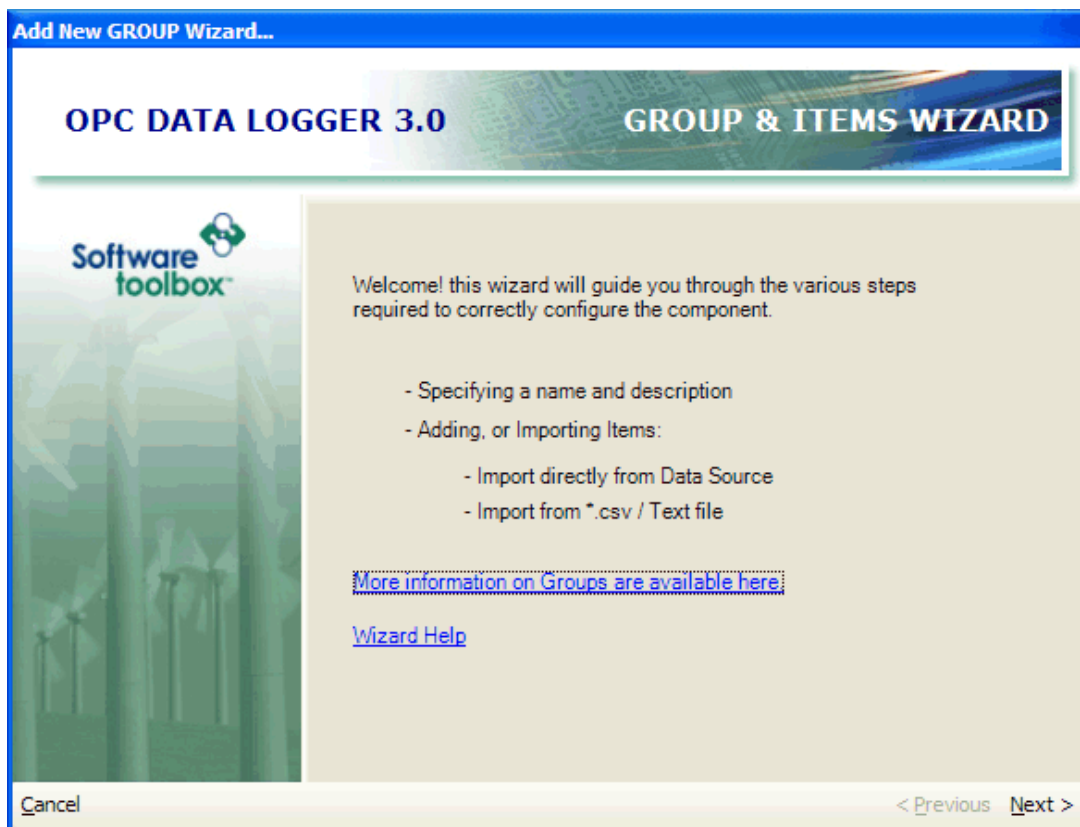 Add New GROUP Wizard...
OPC DATA LOGGER 3.0
GROUP & ITEMS WIZARD
Software
toolbox™
Welcome! this wizard will guide you through the various steps
required to correctly configure the component.
- Specifying a name and description
- Adding, or Importing Items:
- Import directly from Data Source
- Import from *.csv / Text file
More information on Groups are available here.
Wizard Help
Cancel
< Previous
Next >